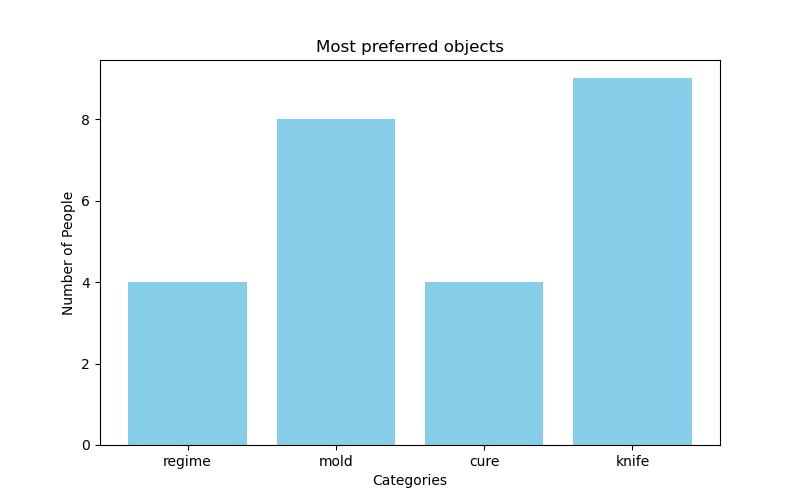 Most preferred objects
Number of People
8
6
4
2
0
regime mold cure knife
Categories